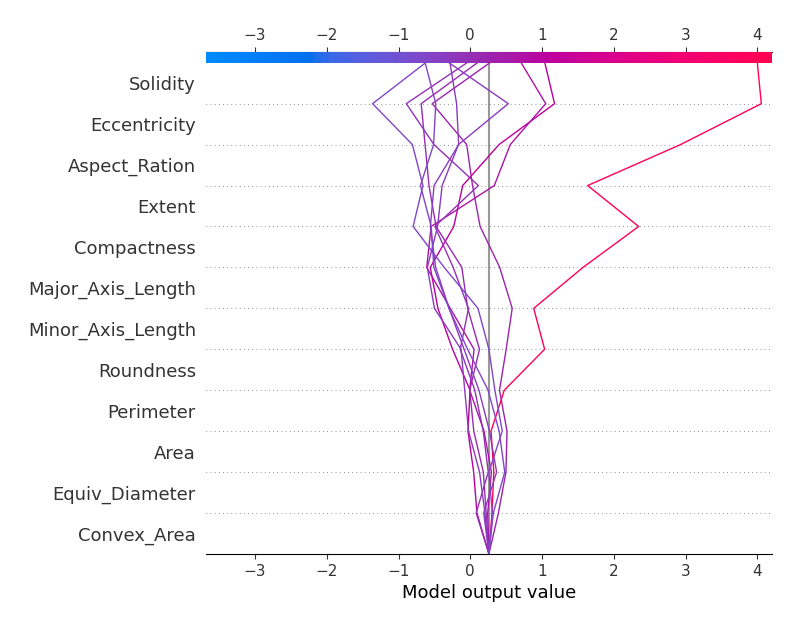 −3 −2 −1 0 1 2 3 4
Solidity
Eccentricity
Aspect_Ration
Extent
Compactness
Major_Axis_Length
Minor_Axis_Length
Roundness
Perimeter
Area
Equiv_Diameter
Convex_Area
−3 −2 −1 0 1 2 3 4
Model output value